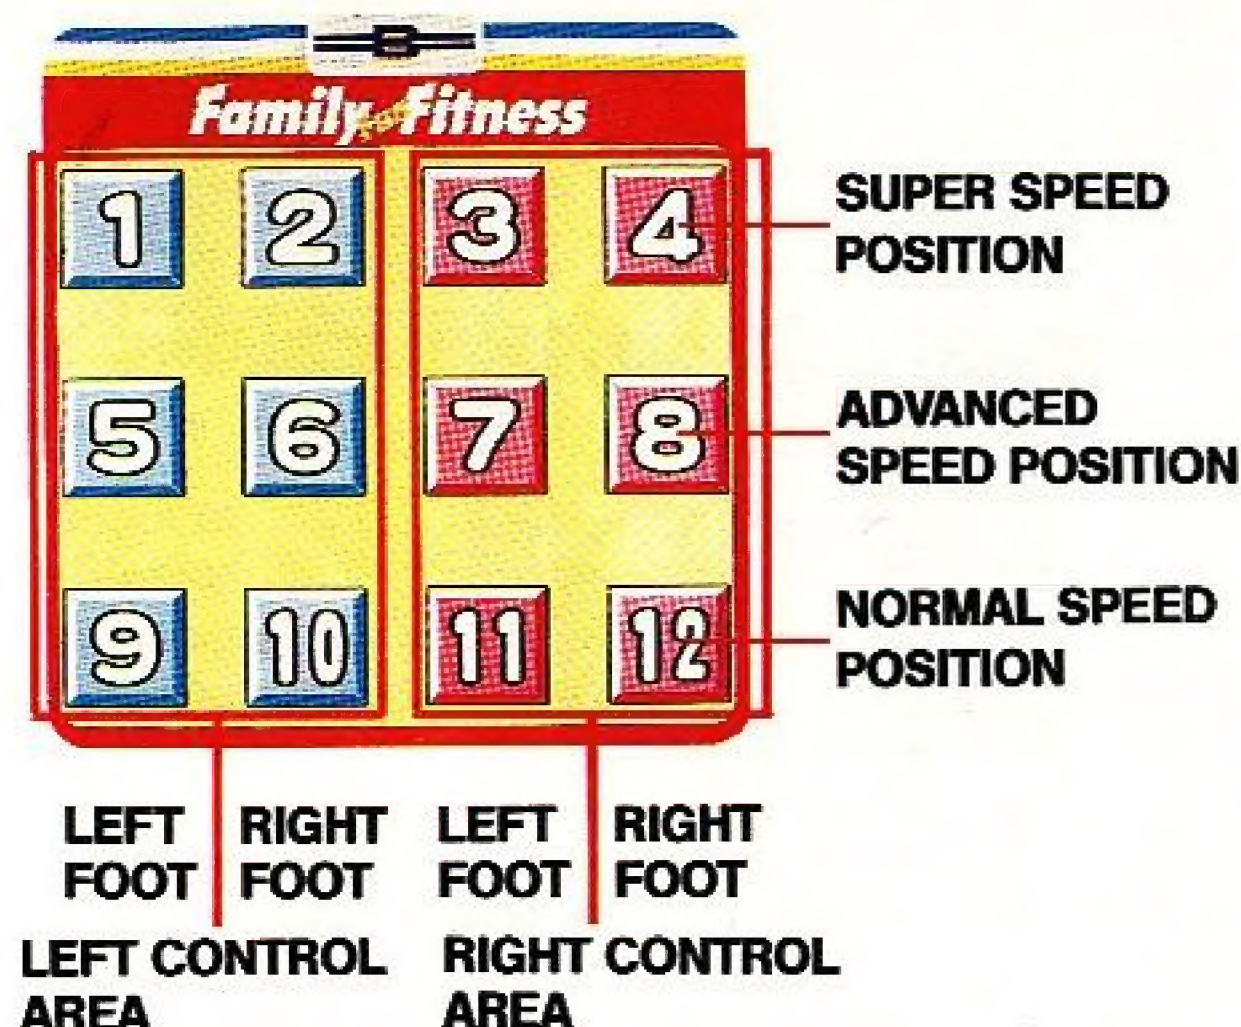 B
Family Fun Fitness
1 2 3 4
SUPER SPEED
POSITION
5 6 7 8
ADVANCED
SPEED POSITION
9 10 11 12
NORMAL SPEED
POSITION
LEFT RIGHT LEFT RIGHT
FOOT FOOT FOOT FOOT
LEFT CONTROL RIGHT CONTROL
AREA AREA